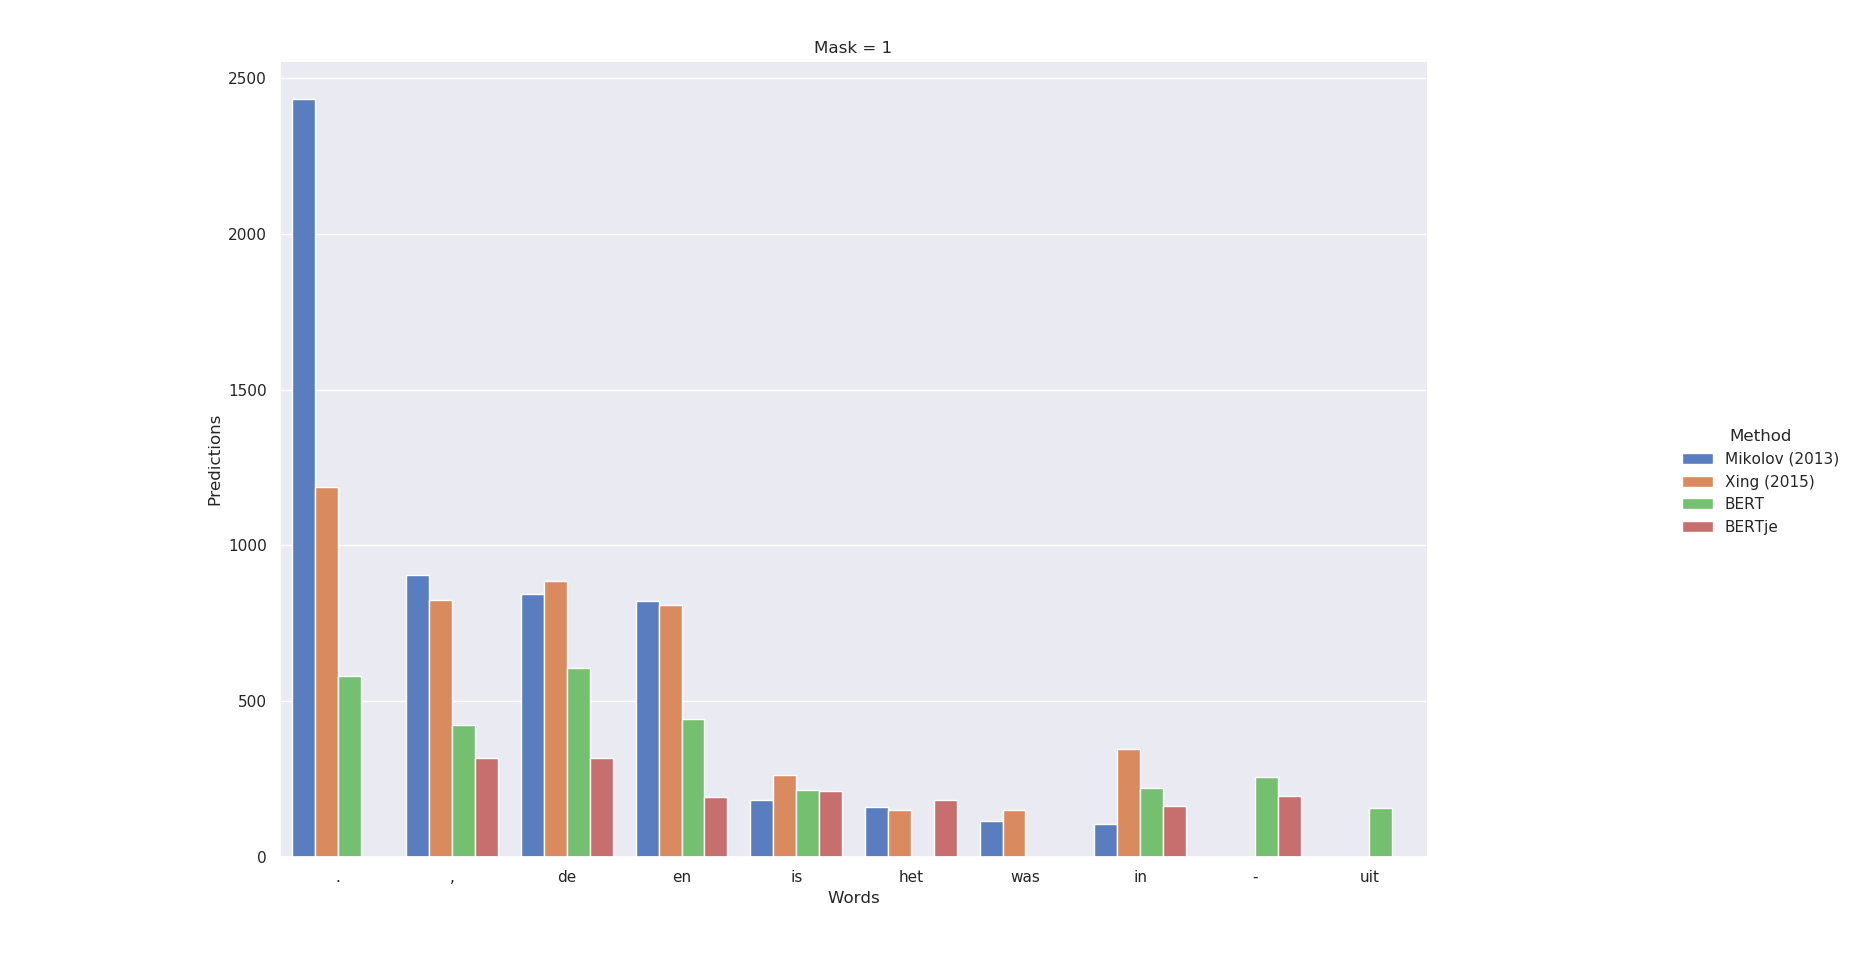 Mask = 1
2500
2000
1500
1000
500
0
Predictions
. , de en is het was in - uit
Words
Method
Mikolov (2013)
Xing (2015)
BERT
BERTje